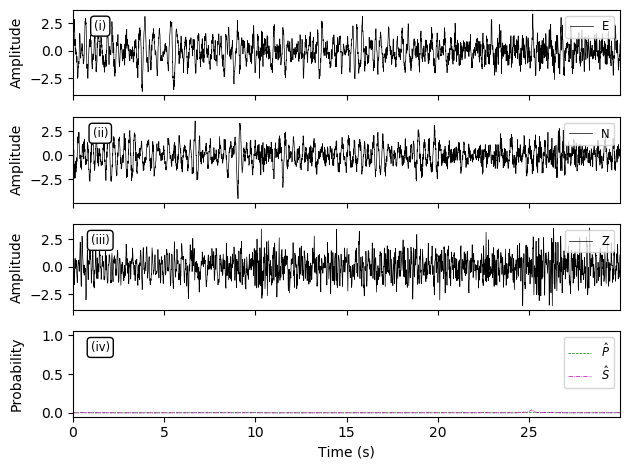 Amplitude
2.5
0.0
−2.5
(i)
E
Amplitude
2.5
0.0
−2.5
(ii)
N
Amplitude
2.5
0.0
−2.5
(iii)
Z
Probability
1.0
0.5
0.0
(iv)
P̂
Ŝ
0 5 10 15 20 25
Time (s)